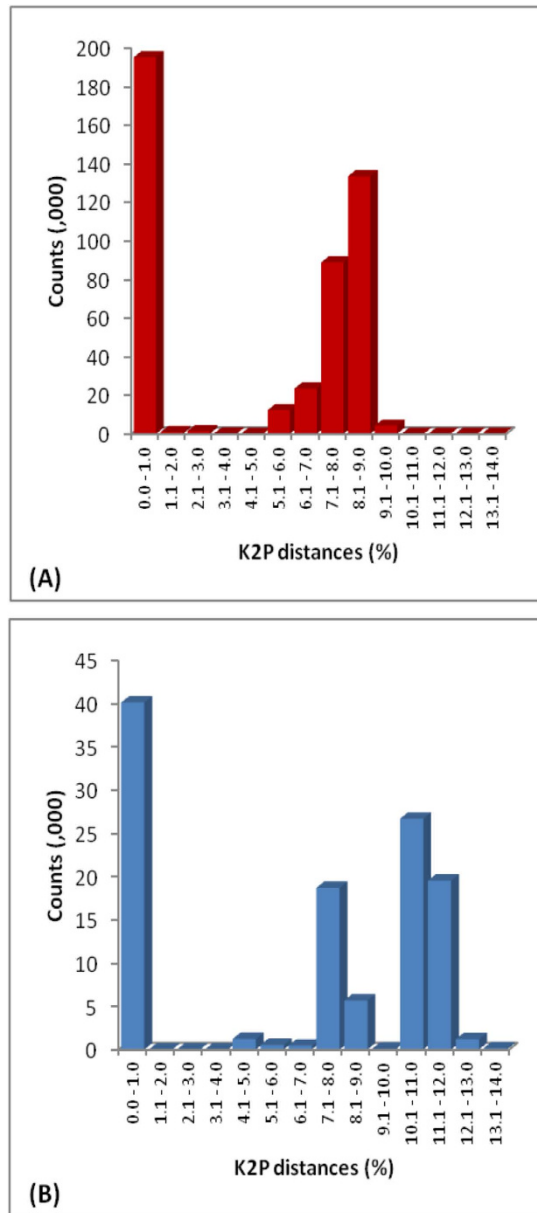 200
180
160
140
120
100
80
60
40
20
0
Counts (,000)
0.0 - 1.0
1.1 - 2.0
2.1 - 3.0
3.1 - 4.0
4.1 - 5.0
5.1 - 6.0
6.1 - 7.0
7.1 - 8.0
8.1 - 9.0
9.1 - 10.0
10.1 - 11.0
11.1 - 12.0
12.1 - 13.0
13.1 - 14.0
K2P distances (%)
(A)
45
40
35
30
25
20
15
10
5
0
Counts (,000)
0.0 - 1.0
1.1 - 2.0
2.1 - 3.0
3.1 - 4.0
4.1 - 5.0
5.1 - 6.0
6.1 - 7.0
7.1 - 8.0
8.1 - 9.0
9.1 - 10.0
10.1 - 11.0
11.1 - 12.0
12.1 - 13.0
13.1 - 14.0
K2P distances (%)
(B)